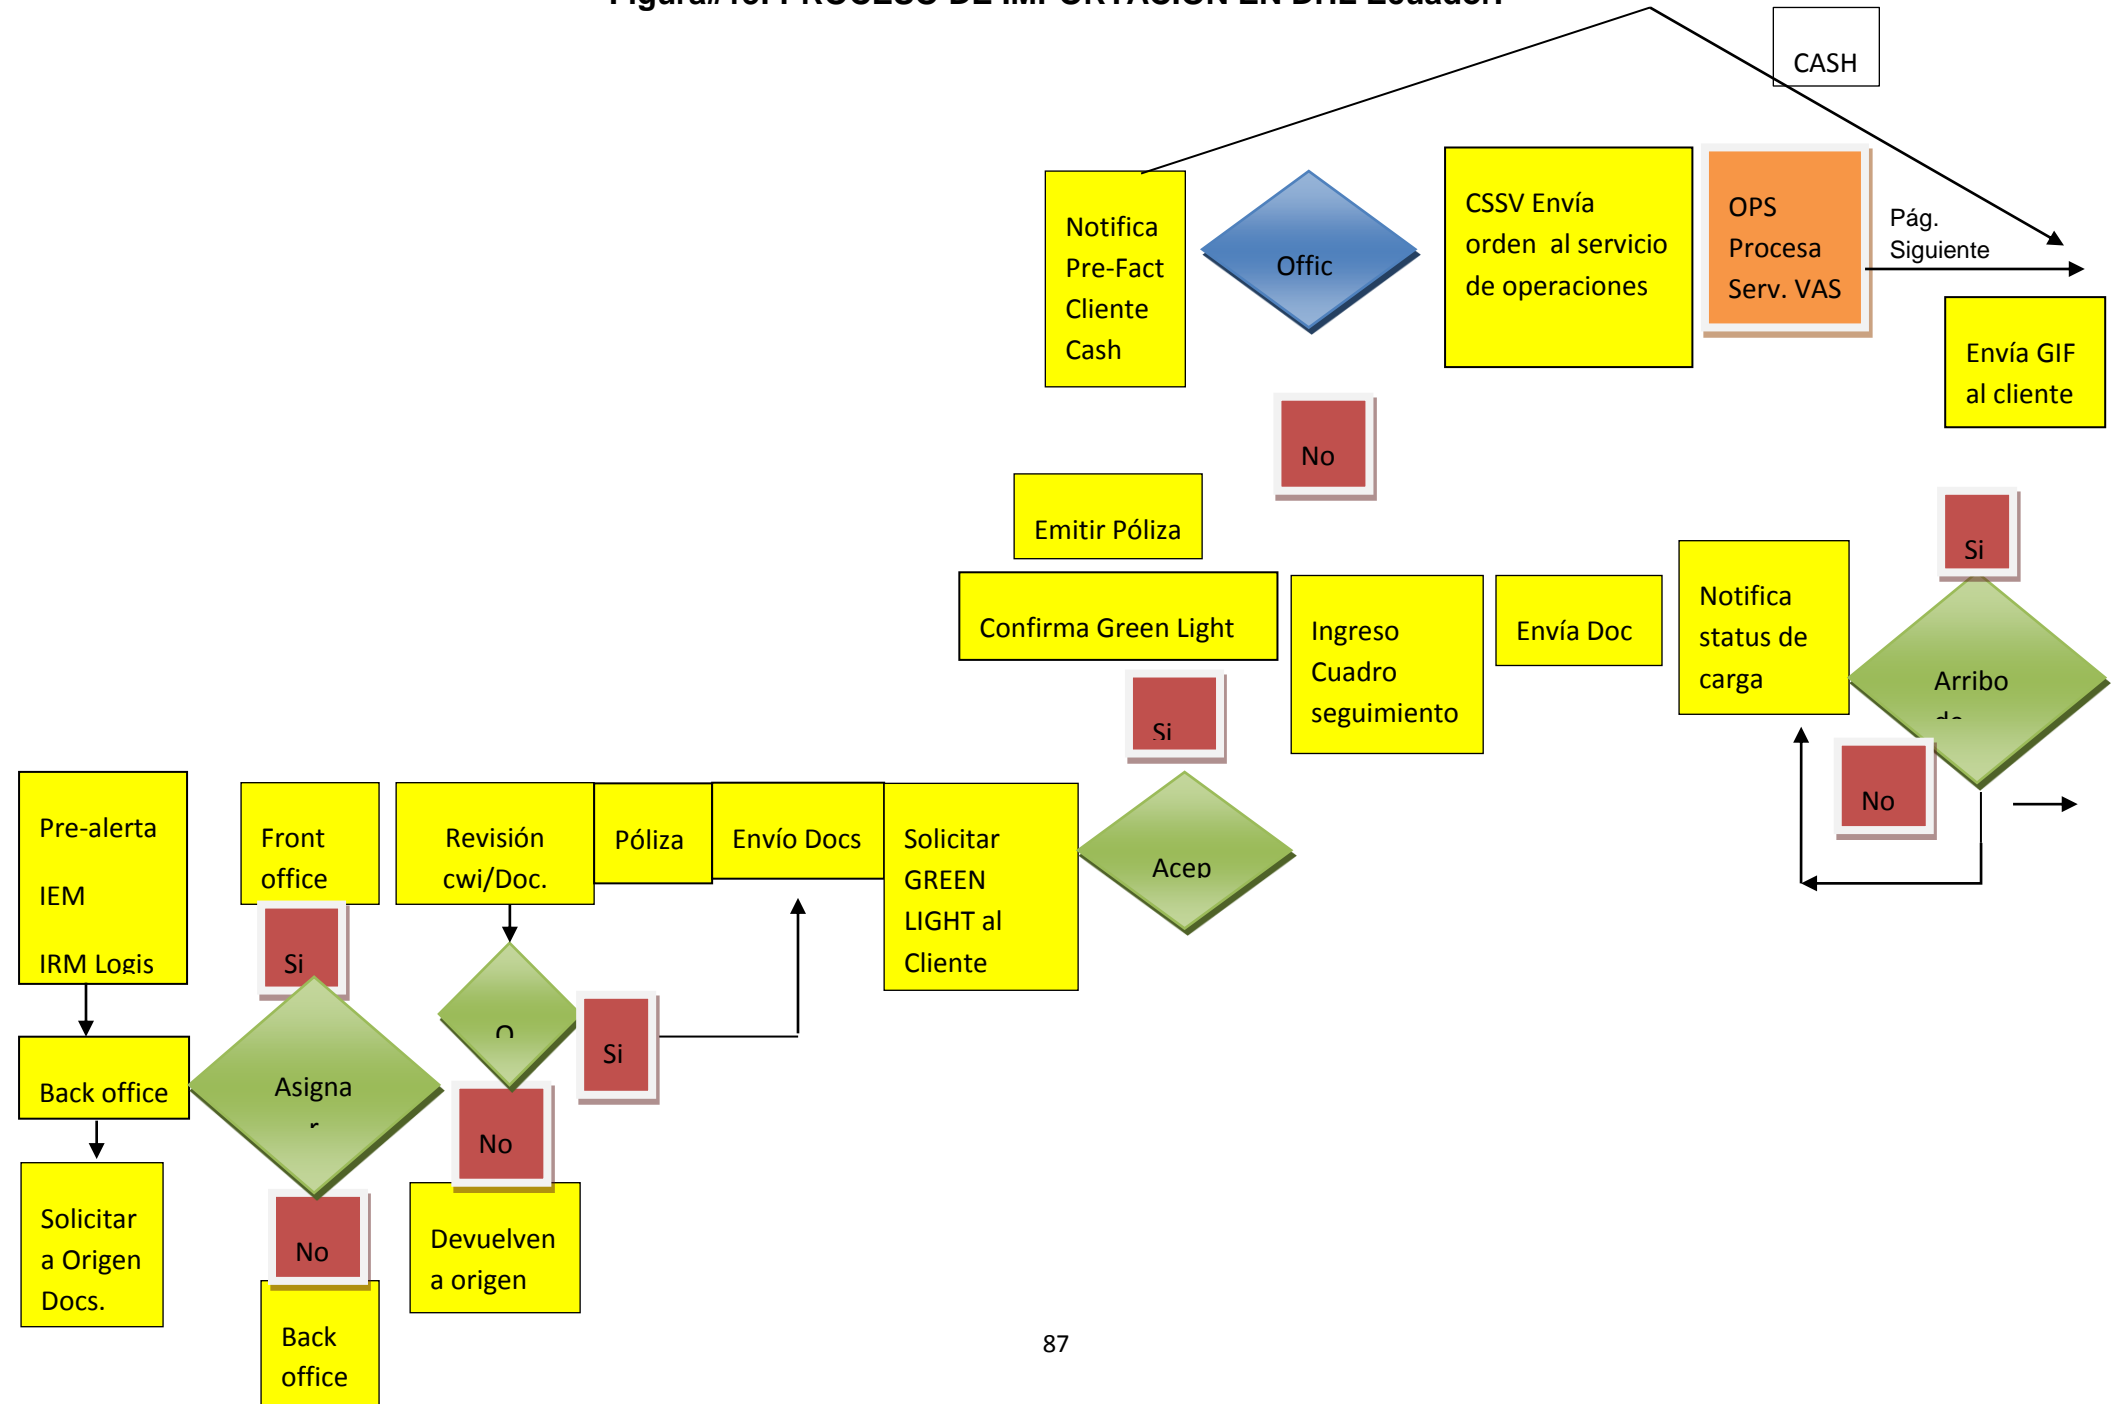 CASH
Notifica
Pre-Fact
Cliente
Cash
Offic
CSSV Envía
orden al servicio
de operaciones
OPS
Procesa
Serv. VAS
Pág.
Siguiente
Envía GIF
al cliente
No
Si
Emitir Póliza
Confirma Green Light
Ingreso
Cuadro
seguimiento
Envía Doc
Notifica
status de
carga
Arribo
Si
No
Pre-alerta
IEM
IRM Logis
Front
office
Si
Revisión
cwi/Doc.
Póliza
Envío Docs
Solicitar
GREEN
LIGHT al
Cliente
Acep
Back office
Asigna
r
Si
No
Solicitar
a Origen
Docs.
No
Devuelven
a origen
Back
office
87